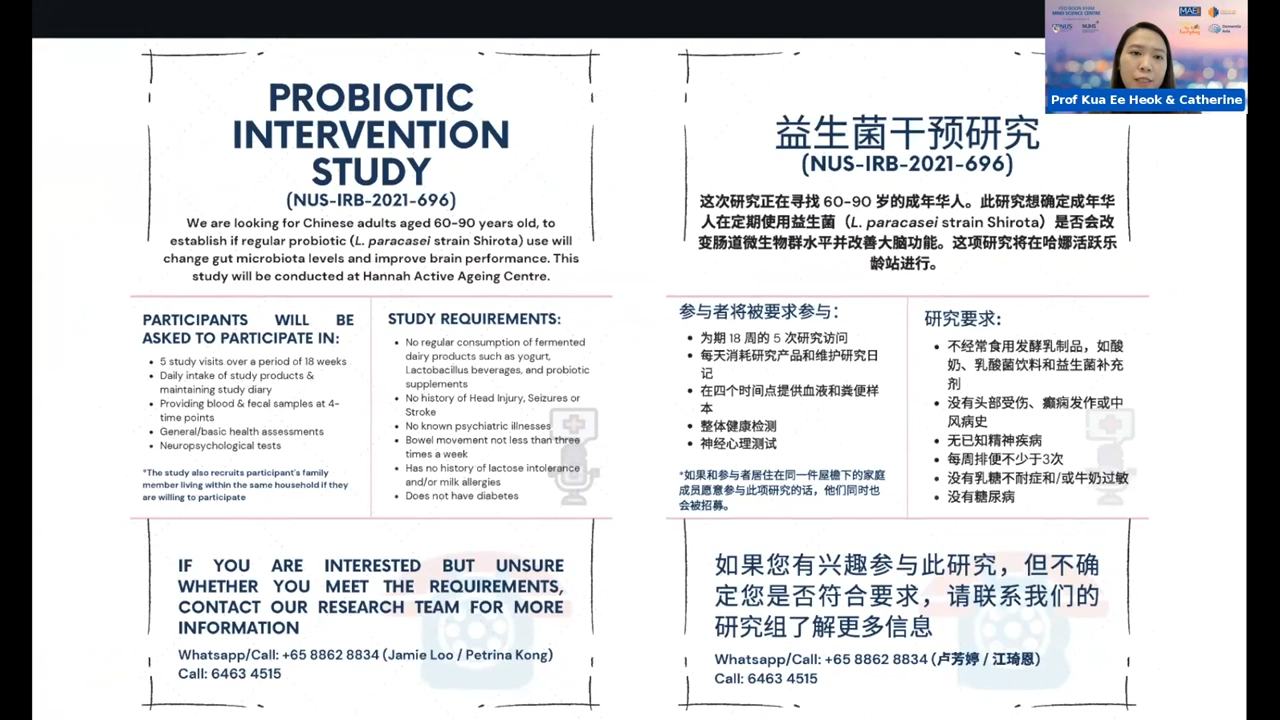 PROBIOTIC
INTERVENTION
STUDY
(NUS-IRB-2021-696)
We are looking for Chinese adults aged 60-90 years old, to
establish if regular probiotic (L. paracasei strain Shirota) use will
change gut microbiota levels and improve brain performance. This
study will be conducted at Hannah Active Ageing Centre.
PARTICIPANTS WILL BE
ASKED TO PARTICIPATE IN:
• 5 study visits over a period of 18 weeks
• Daily intake of study products &
maintaining study diary
• Providing blood & fecal samples at 4-
time points
• General/basic health assessments
• Neuropsychological tests
*The study also recruits participant's family
member living within the same household if they
are willing to participate
STUDY REQUIREMENTS:
• No regular consumption of fermented
dairy products such as yogurt,
Lactobacillus beverages, and probiotic
supplements
• No history of Head Injury, Seizures or
Stroke
• No known psychiatric illnesses
• Bowel movement not less than three
times a week
• Has no history of lactose intolerance
and/or milk allergies
• Does not have diabetes
IF YOU ARE INTERESTED BUT UNSURE
WHETHER YOU MEET THE REQUIREMENTS,
CONTACT OUR RESEARCH TEAM FOR MORE
INFORMATION
Whatsapp/Call: +65 8862 8834 (Jamie Loo / Petrina Kong)
Call: 6463 4515
益生菌干预研究
(NUS-IRB-2021-696)
这次研究正在寻找 60-90 岁的成年华人。此研究想确定成年华
人在定期使用益生菌（L. paracasei strain Shirota）是否会改
变肠道微生物群水平并改善大脑功能。这项研究将在哈娜活跃乐
龄站进行。
参与者将被要求参与：
• 为期 18 周的 5 次研究访问
• 每天消耗研究产品和维护研究日
记
• 在四个时间点提供血液和粪便样
本
• 整体健康检测
• 神经心理测试
*如果和参与者居住在同一件屋檐下的家庭
成员愿意参与此项研究的话，他们同时也
会被招募。
研究要求:
• 不经常食用发酵乳制品，如酸
奶、乳酸菌饮料和益生菌补充
剂
• 没有头部受伤、癫痫发作或中
风病史
• 无已知精神疾病
• 每周排便不少于3次
• 没有乳糖不耐症和/或牛奶过敏
• 没有糖尿病
如果您有兴趣参与此研究，但不确
定您是否符合要求，请联系我们的
研究组了解更多信息
Whatsapp/Call: +65 8862 8834 (卢芳婷 / 江琦恩)
Call: 6463 4515
YEO BOON KHIM
MIND SCIENCE CENTRE
NUS
NUHS
Dementia
Asia
Prof Kua Ee Heok & Catherine